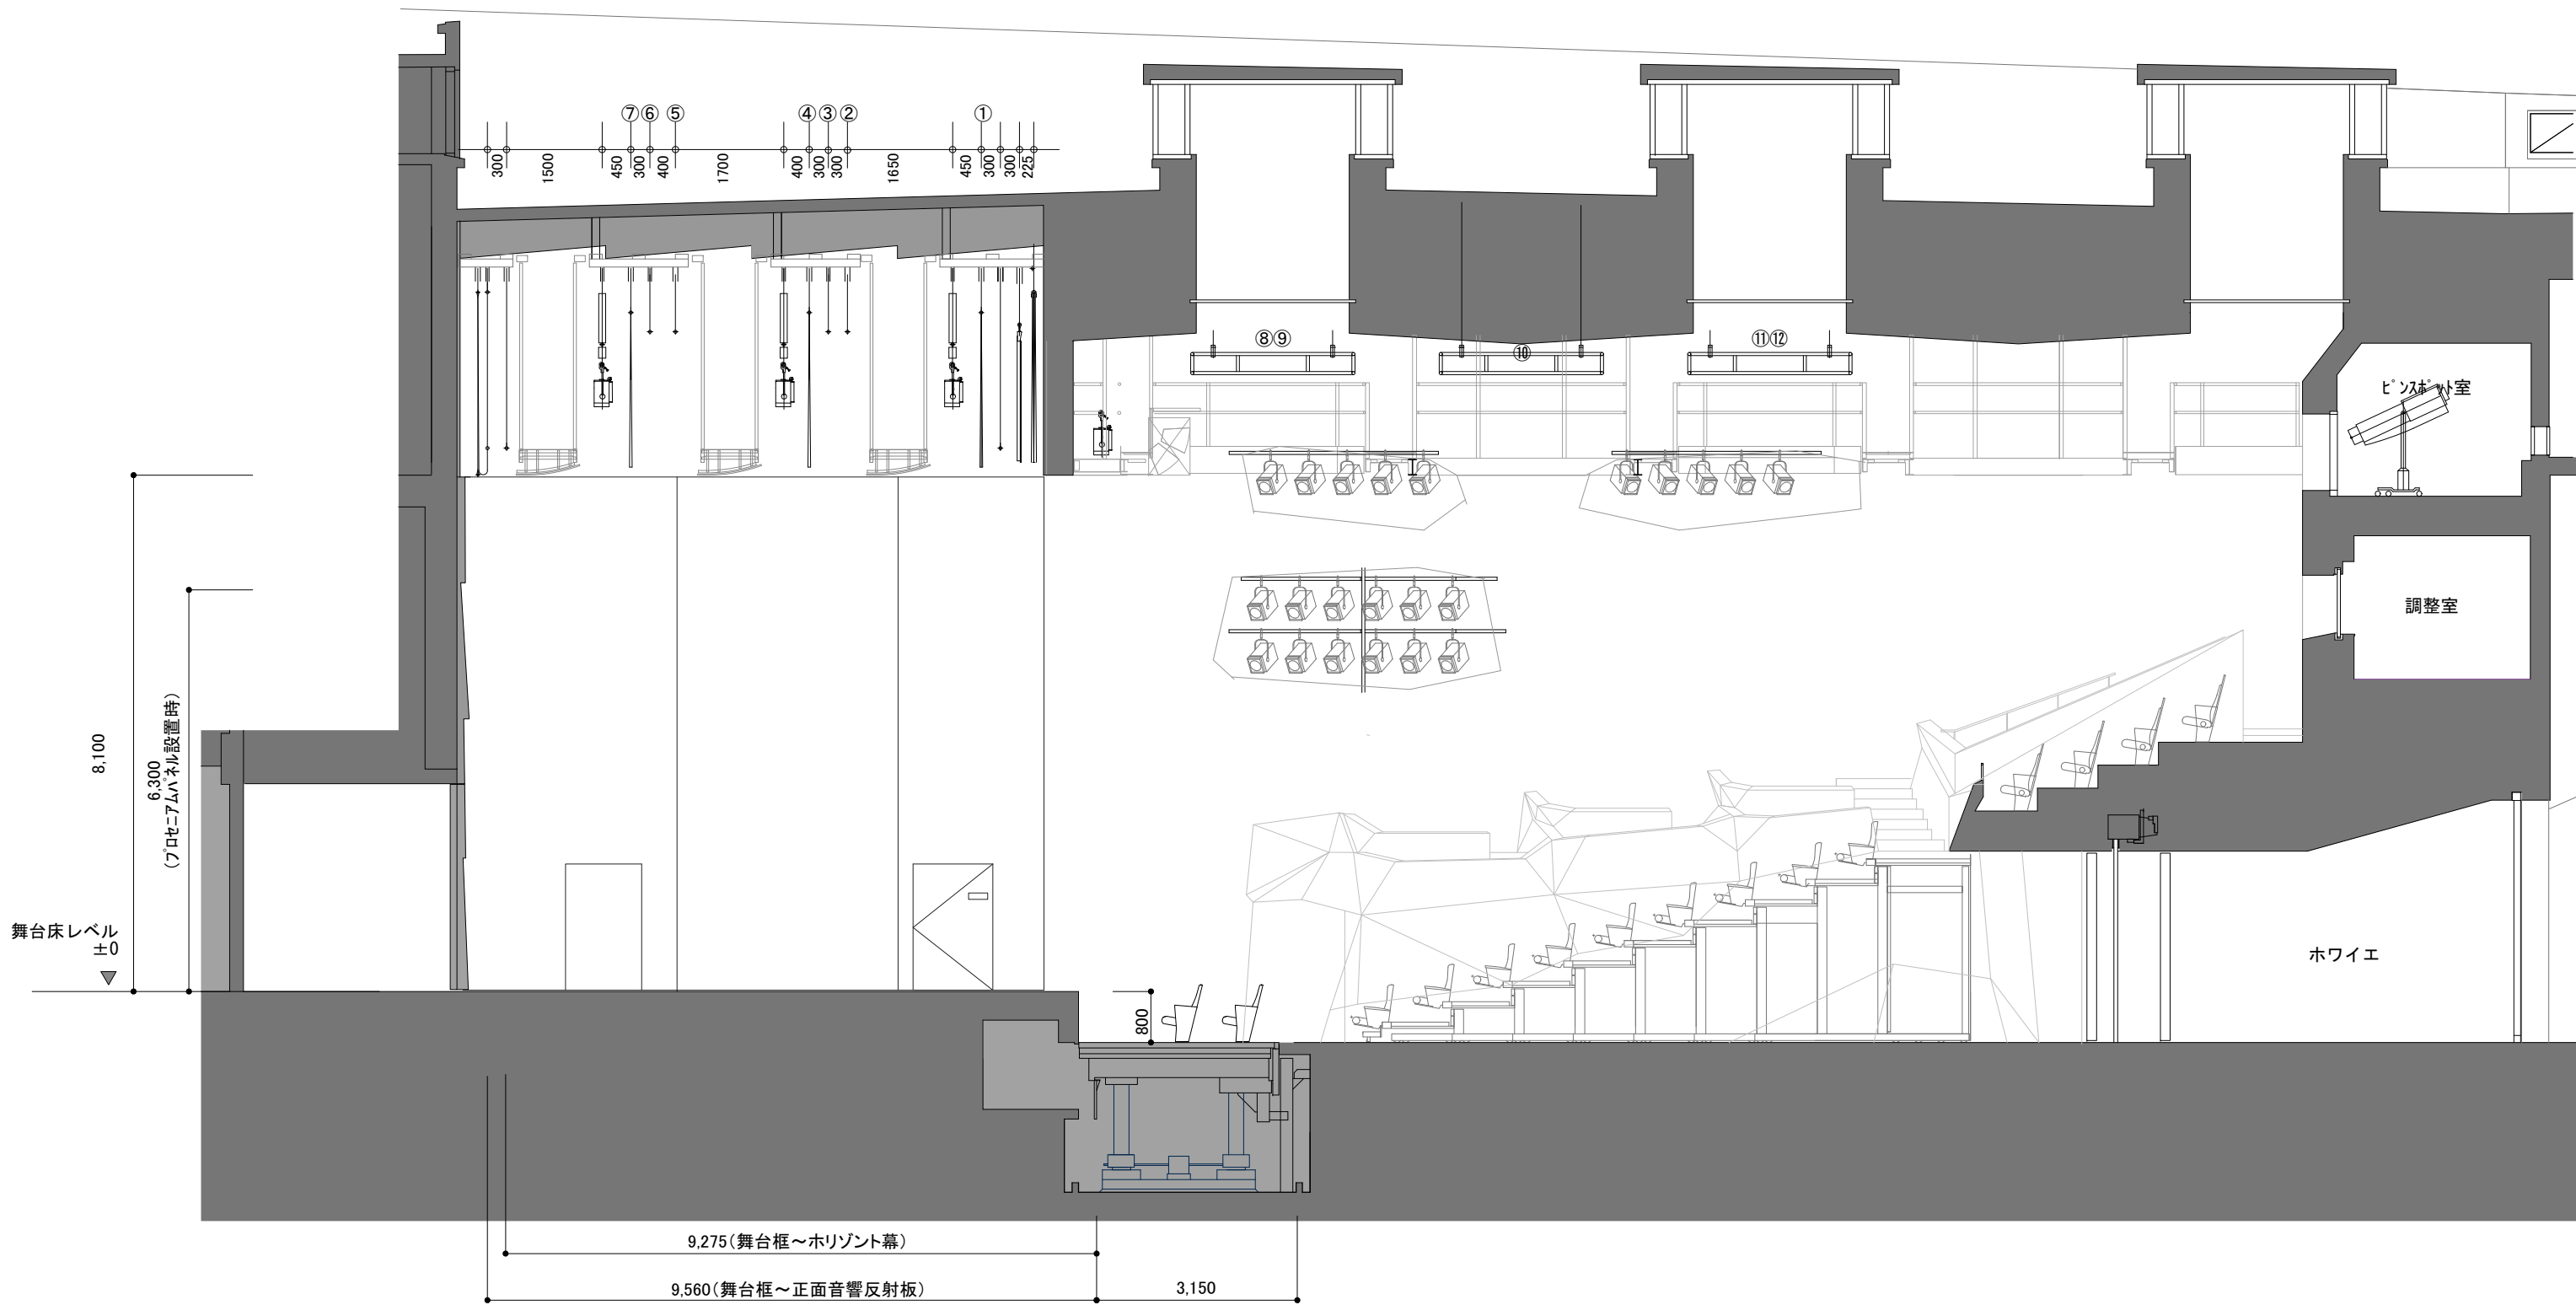 ⑦⑥⑤ ④③② ①
300 1500 450 300 400 1700 400 300 300 1650 450 300 300 225
⑧⑨ ⑩ ⑪⑫
ﾋﾟﾝｽﾎﾟｯﾄ室
調整室
8,100
6,300
(ﾌﾟﾛｾﾆｱﾑﾊﾟﾈﾙ設置時)
舞台床レベル
±0
800
ホワイエ
9,275(舞台框～ホリゾント幕)
9,560(舞台框～正面音響反射板) 3,150